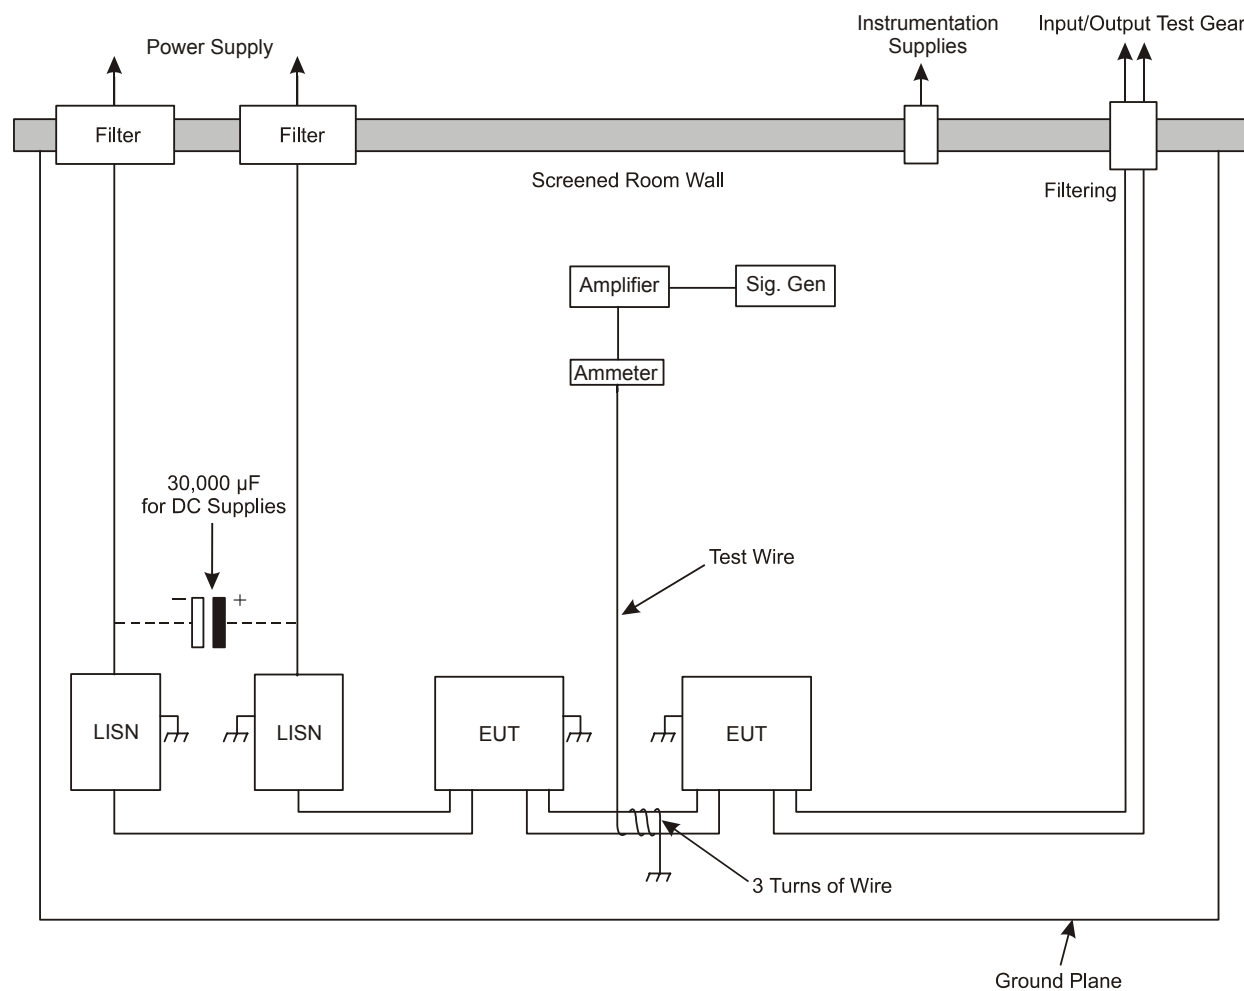 Power Supply
Instrumentation
Supplies
Input/Output Test Gear
Filter
Filter
Screened Room Wall
Filtering
Amplifier
Sig. Gen
Ammeter
30,000 µF
for DC Supplies
Test Wire
− +
LISN
LISN
EUT
EUT
3 Turns of Wire
Ground Plane